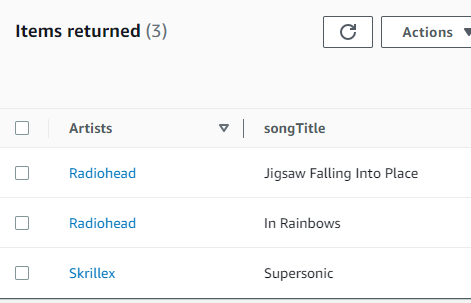 Items returned (3)
Actions
Artists songTitle
Radiohead Jigsaw Falling Into Place
Radiohead In Rainbows
Skrillex Supersonic